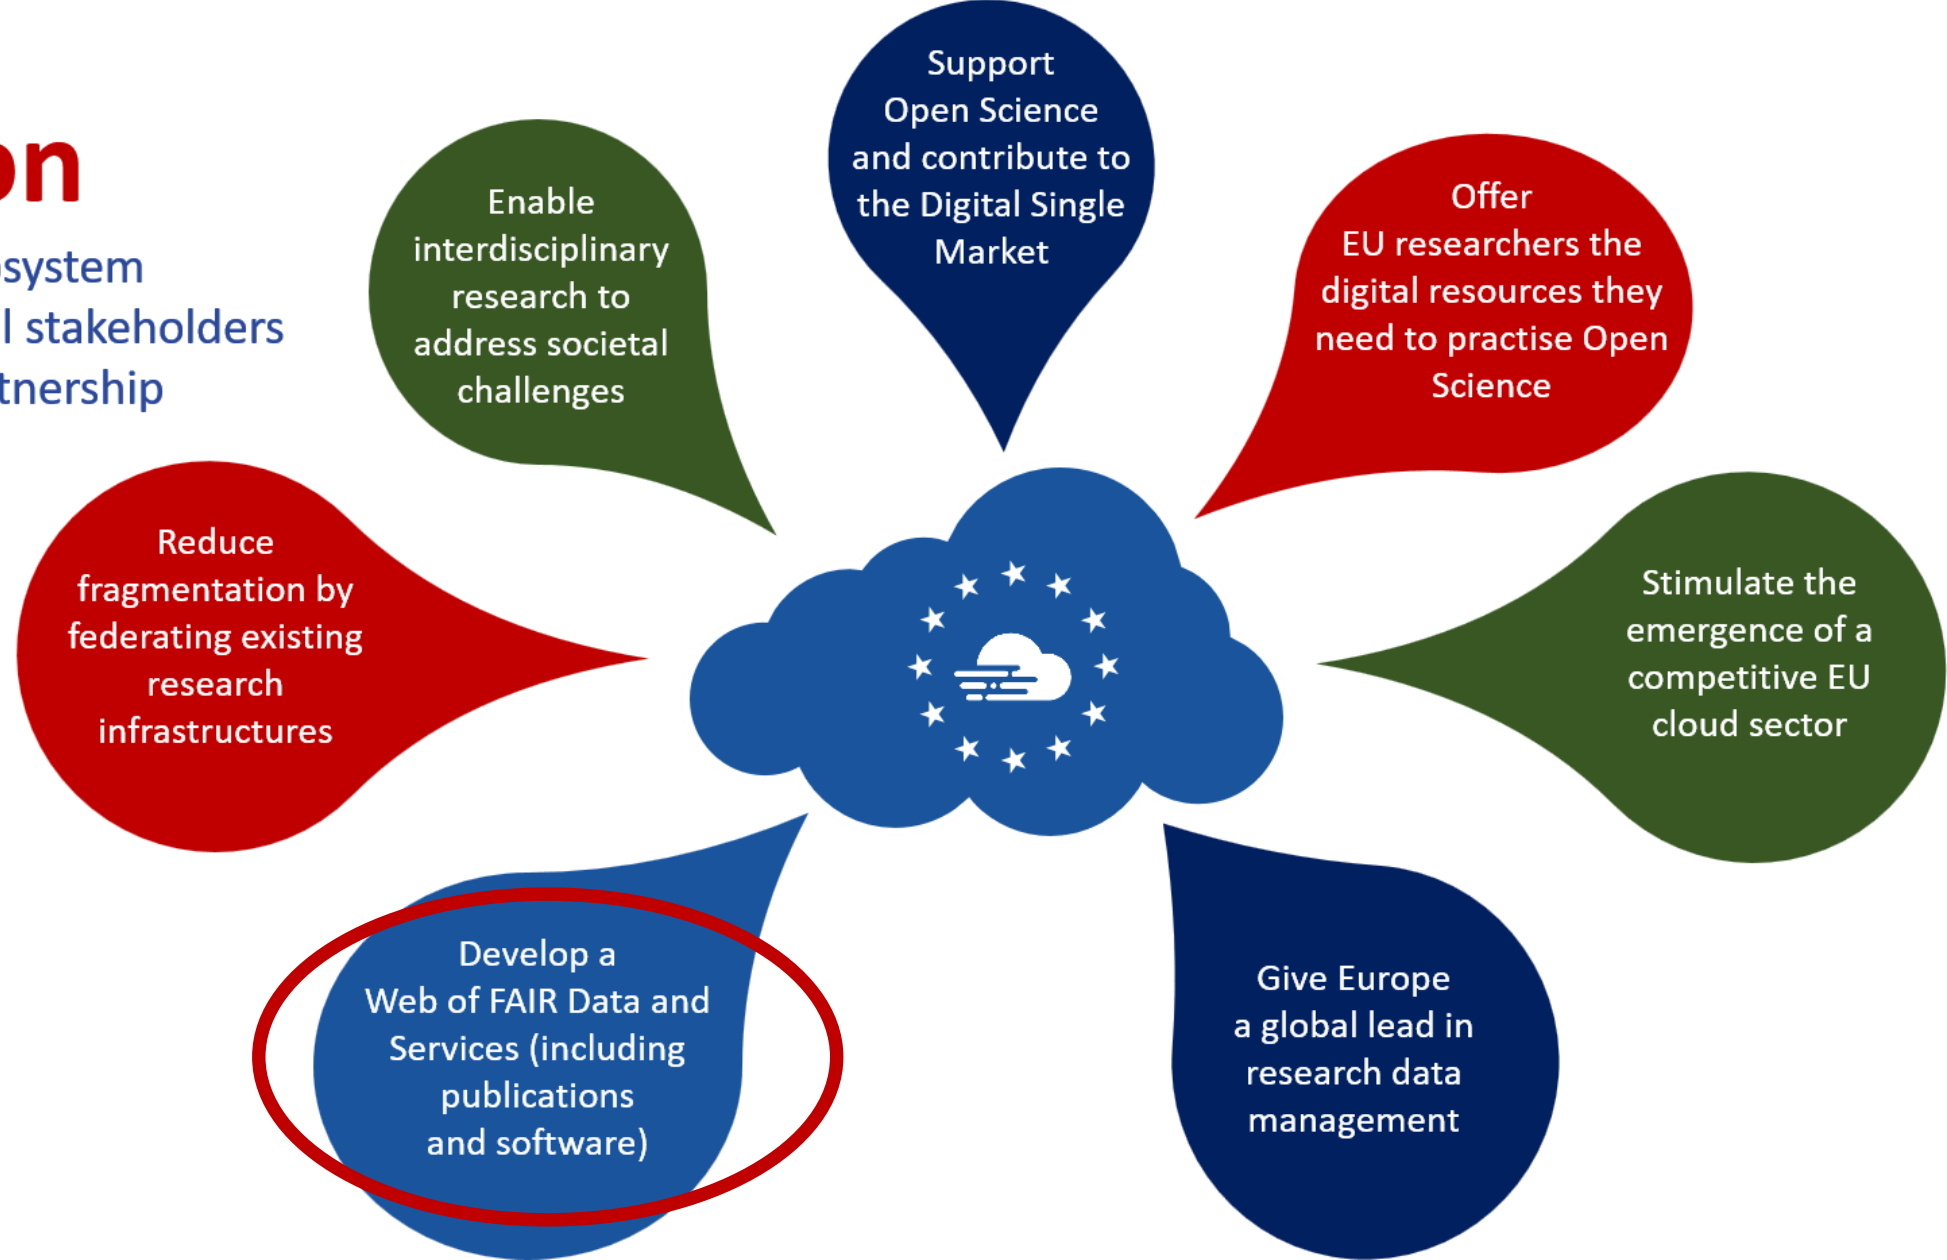 Support
Open Science
and contribute to
the Digital Single
Market
Enable
interdisciplinary
research to
address societal
challenges
Offer
EU researchers the
digital resources they
need to practise Open
Science
stakeholders
Reduce
fragmentation by
federating existing
research
infrastructures
Stimulate the
emergence of a
competitive EU
cloud sector
Develop a
Web of FAIR Data and
Services (including
publications
and software)
Give Europe
a global lead in
research data
management